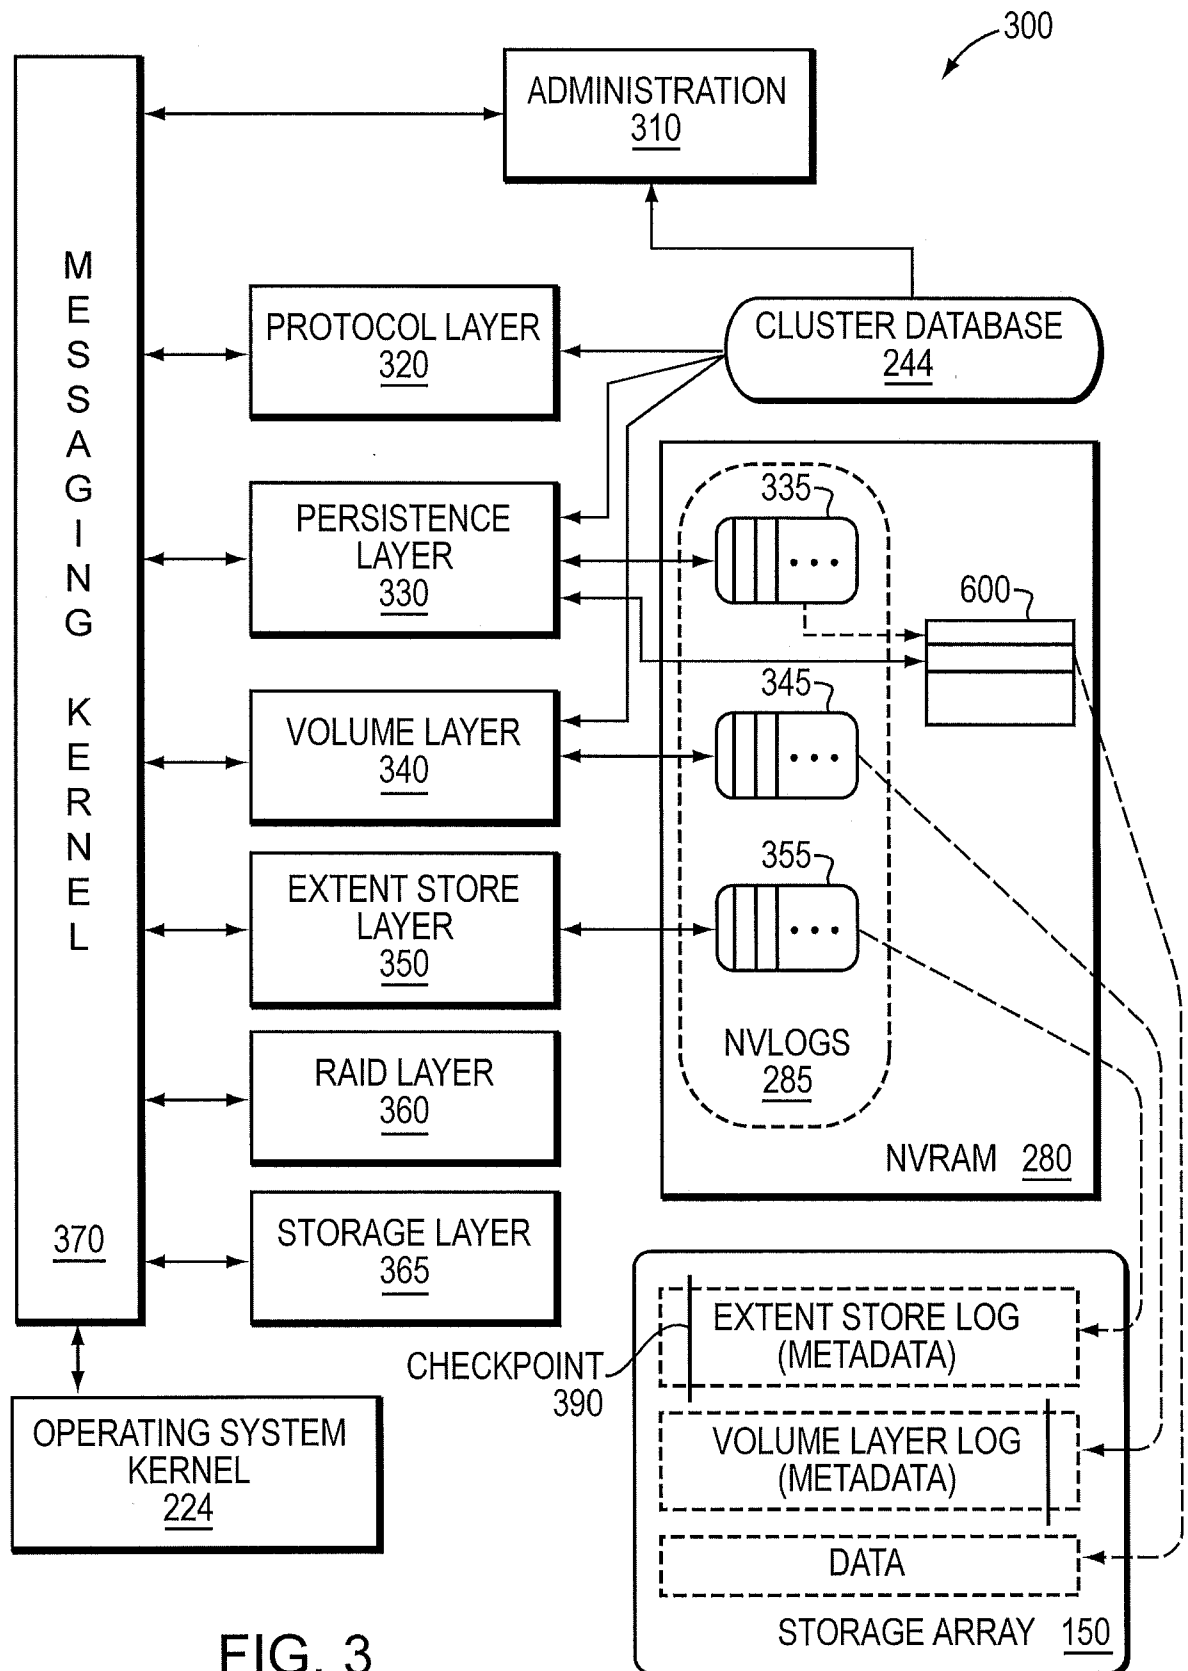 300
ADMINISTRATION
310
MESSAGING KERNEL
370
PROTOCOL LAYER
320
CLUSTER DATABASE
244
PERSISTENCE
LAYER
330
335
600
VOLUME LAYER
340
345
EXTENT STORE
LAYER
350
355
NVLOGS
285
RAID LAYER
360
NVRAM 280
STORAGE LAYER
365
OPERATING SYSTEM
KERNEL
224
CHECKPOINT
390
EXTENT STORE LOG
(METADATA)
VOLUME LAYER LOG
(METADATA)
DATA
STORAGE ARRAY 150
FIG. 3